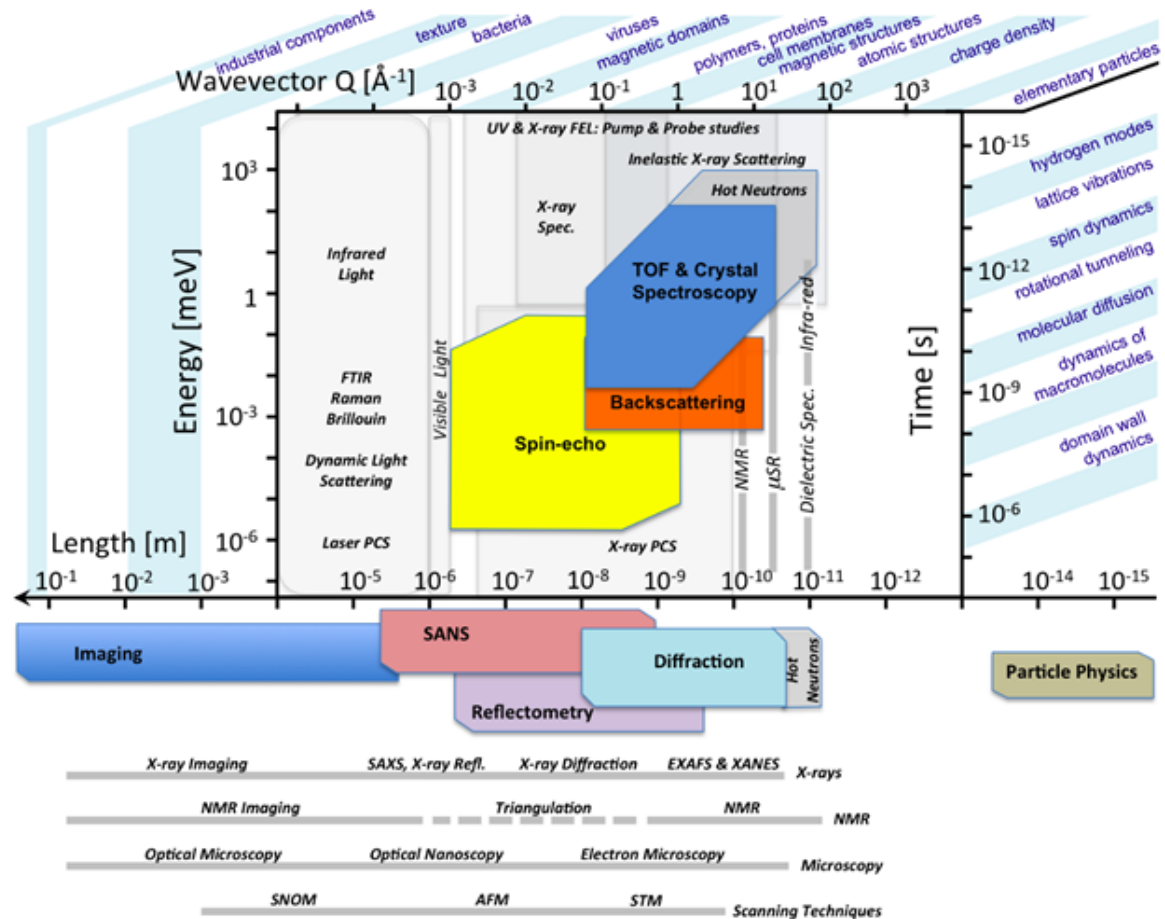 industrial components
texture
bacteria
viruses
magnetic domains
polymers, proteins
cell membranes
magnetic structures
atomic structures
charge density
elementary particles
Wavevector Q [Å⁻¹]
10⁻³ 10⁻² 10⁻¹ 1 10¹ 10² 10³
UV & X-ray FEL: Pump & Probe studies
Inelastic X-ray Scattering
Hot Neutrons
X-ray
Spec.
Infrared
Light
TOF & Crystal
Spectroscopy
FTIR
Raman
Brillouin
Dynamic Light
Scattering
Laser PCS
Visible Light
Spin-echo
Backscattering
X-ray PCS
NMR
µSR
Dielectric Spec.
Infra-red
Energy [meV]
10³
1
10⁻³
10⁻⁶
Time [s]
10⁻¹⁵
10⁻¹²
10⁻⁹
10⁻⁶
hydrogen modes
lattice vibrations
spin dynamics
rotational tunneling
molecular diffusion
dynamics of
macromolecules
domain wall
dynamics
Length [m]
10⁻¹ 10⁻² 10⁻³ 10⁻⁵ 10⁻⁶ 10⁻⁷ 10⁻⁸ 10⁻⁹ 10⁻¹⁰ 10⁻¹¹ 10⁻¹² 10⁻¹⁴ 10⁻¹⁵
Imaging
SANS
Diffraction
Hot
Neutrons
Reflectometry
Particle Physics
X-ray Imaging SAXS, X-ray Refl. X-ray Diffraction EXAFS & XANES X-rays
NMR Imaging Triangulation NMR NMR
Optical Microscopy Optical Nanoscopy Electron Microscopy Microscopy
SNOM AFM STM Scanning Techniques